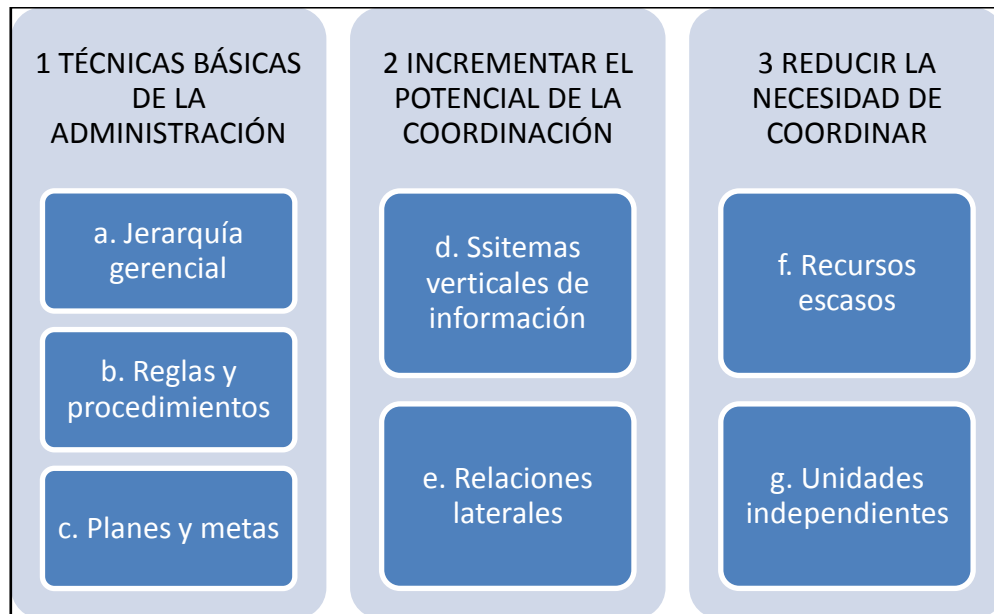 1 TÉCNICAS BÁSICAS
DE LA
ADMINISTRACIÓN
a. Jerarquía
gerencial
b. Reglas y
procedimientos
c. Planes y metas
2 INCREMENTAR EL
POTENCIAL DE LA
COORDINACIÓN
d. Ssitemas
verticales de
información
e. Relaciones
laterales
3 REDUCIR LA
NECESIDAD DE
COORDINAR
f. Recursos
escasos
g. Unidades
independientes